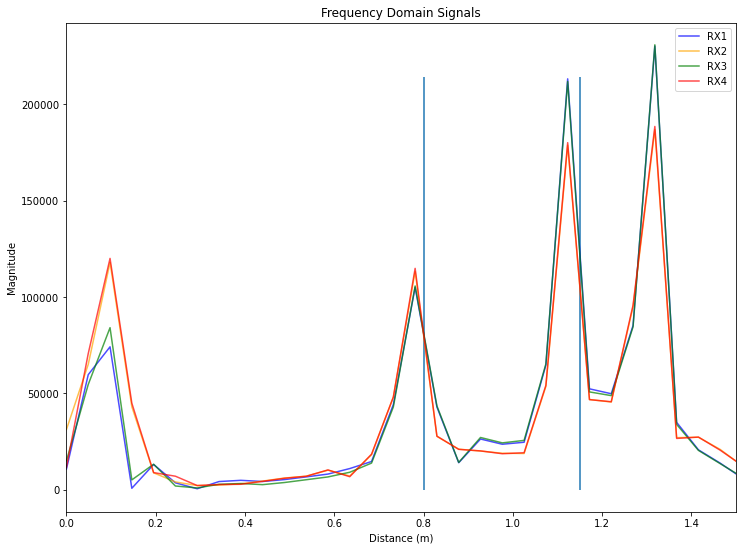 Frequency Domain Signals
RX1
RX2
RX3
RX4
200000
150000
100000
50000
0
Magnitude
0.0 0.2 0.4 0.6 0.8 1.0 1.2 1.4
Distance (m)